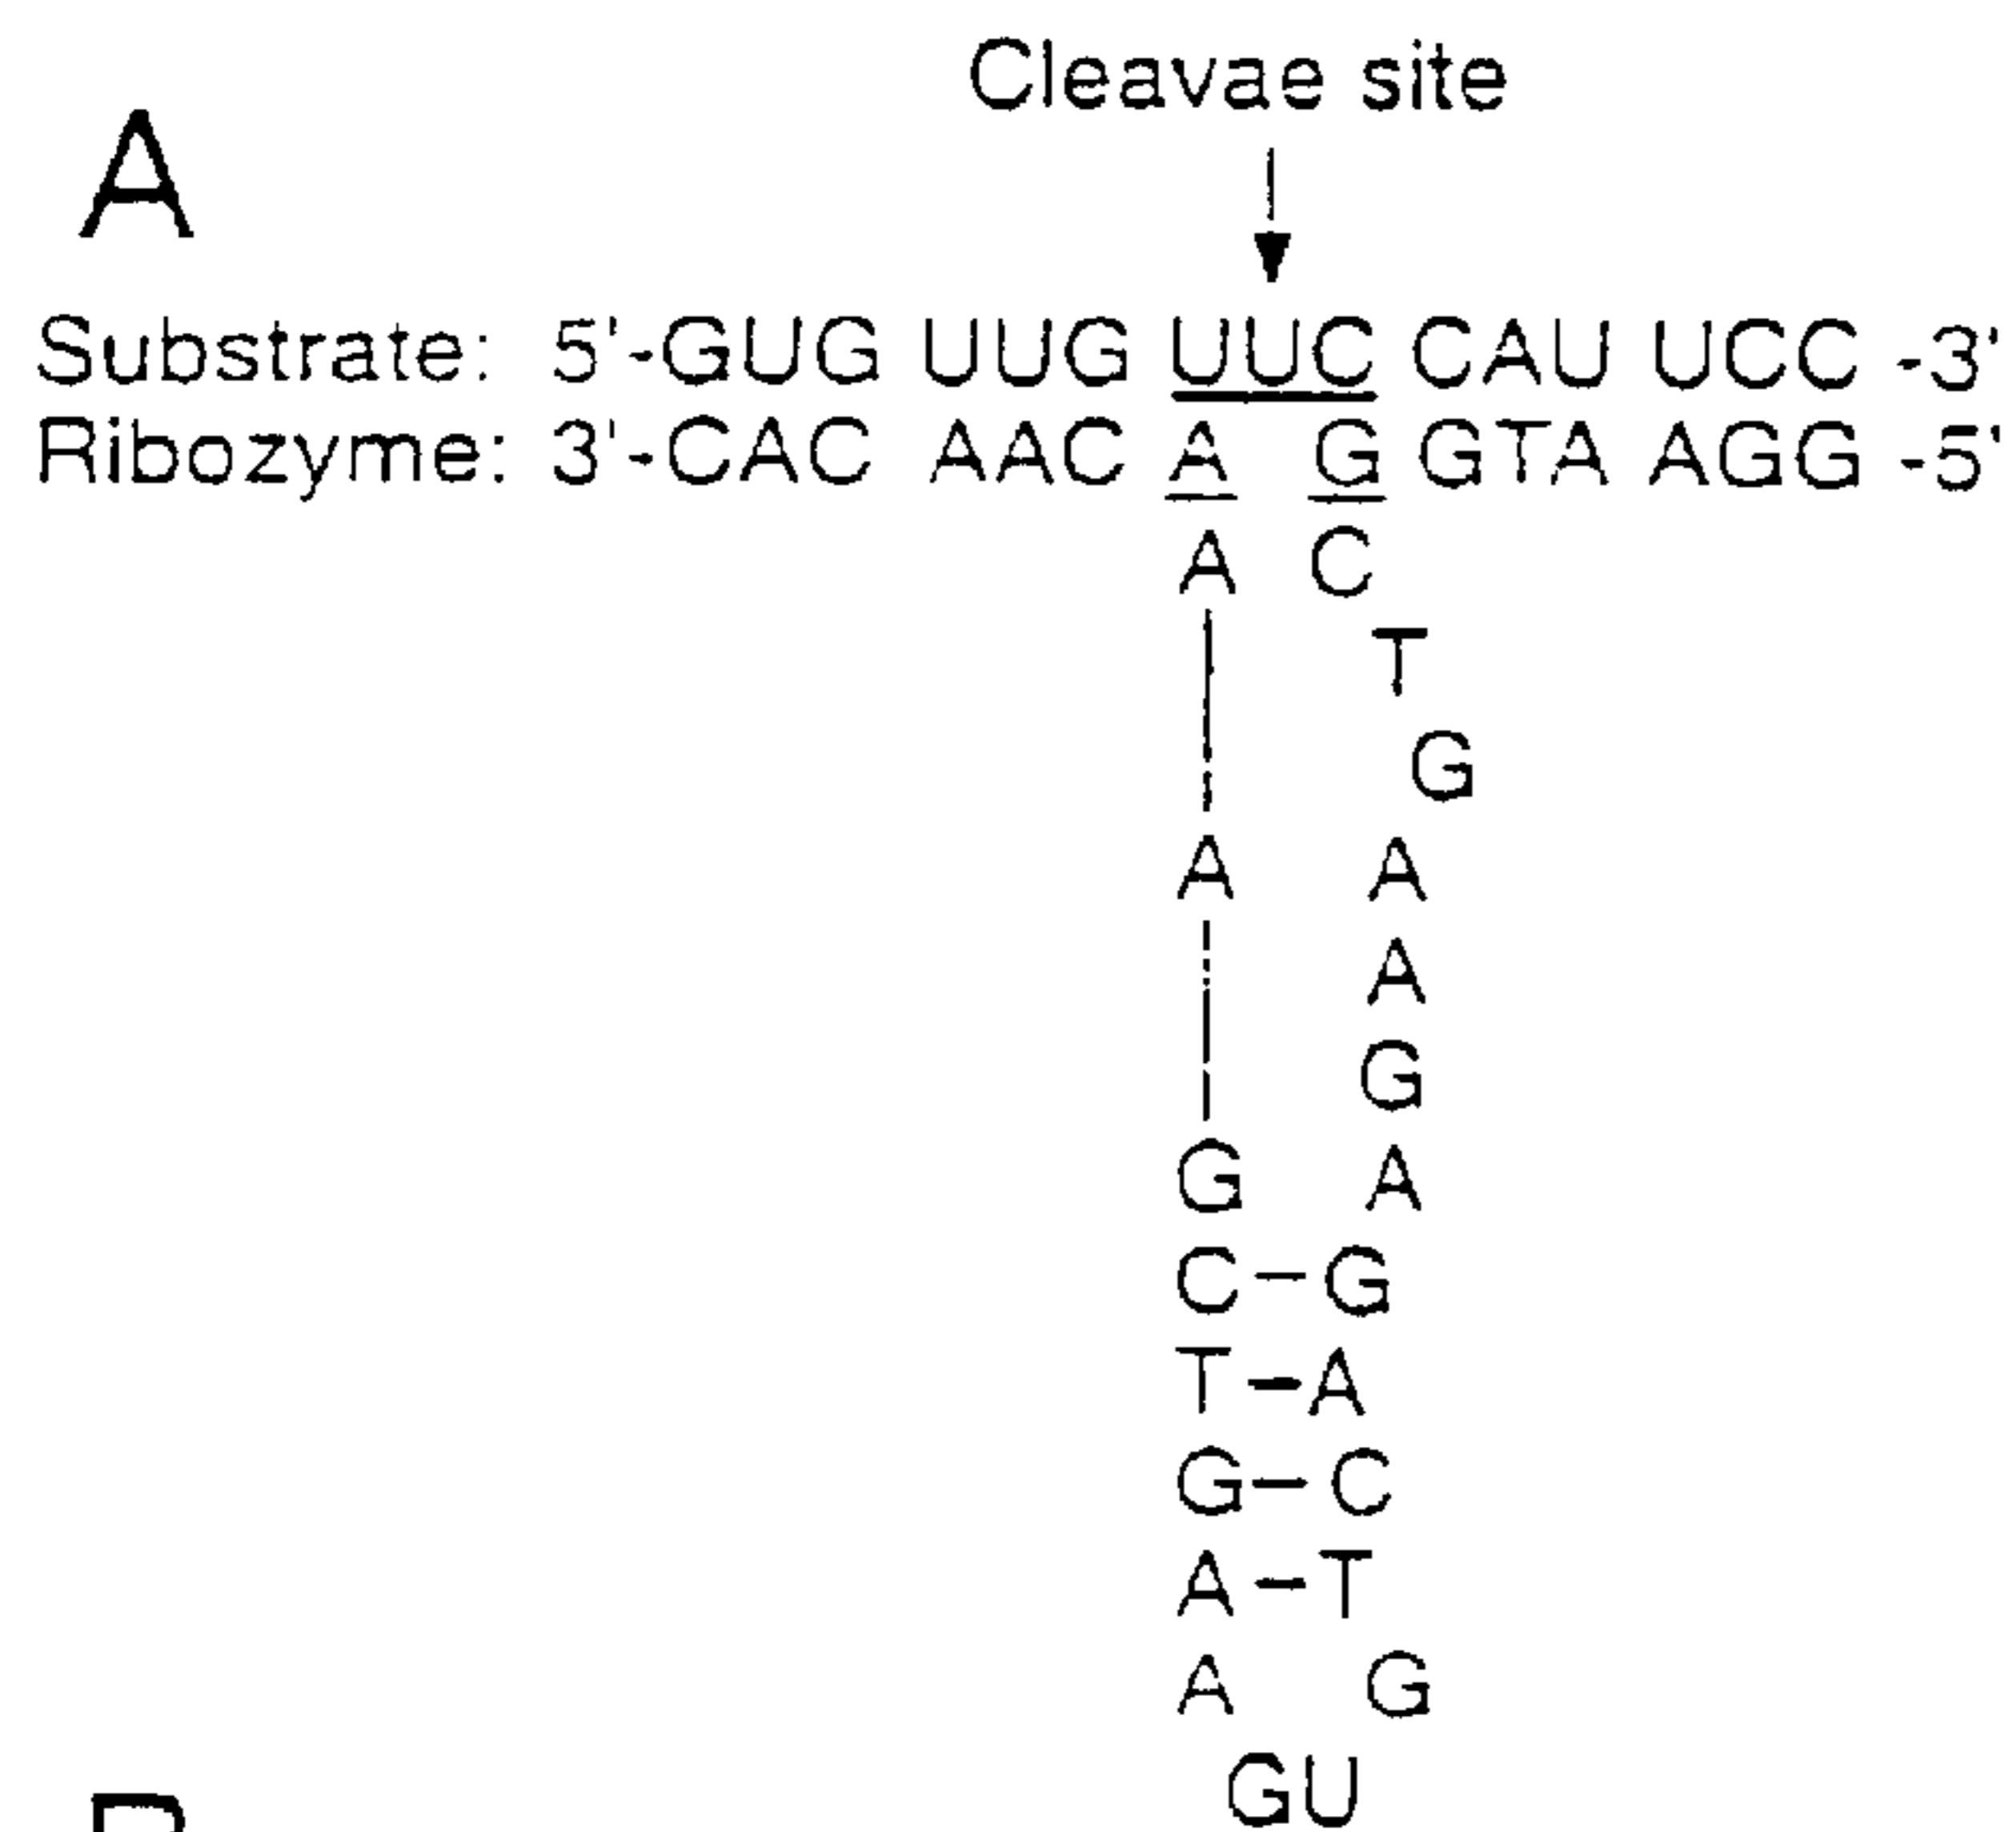 Cleavae site
A
Substrate: 5'-GUG UUG UUC CAU UCC -3'
Ribozyme: 3'-CAC AAC A G GTA AGG -5'
A C
T
G
A A
A
G
G A
C-G
T-A
G-C
A-T
A G
GU